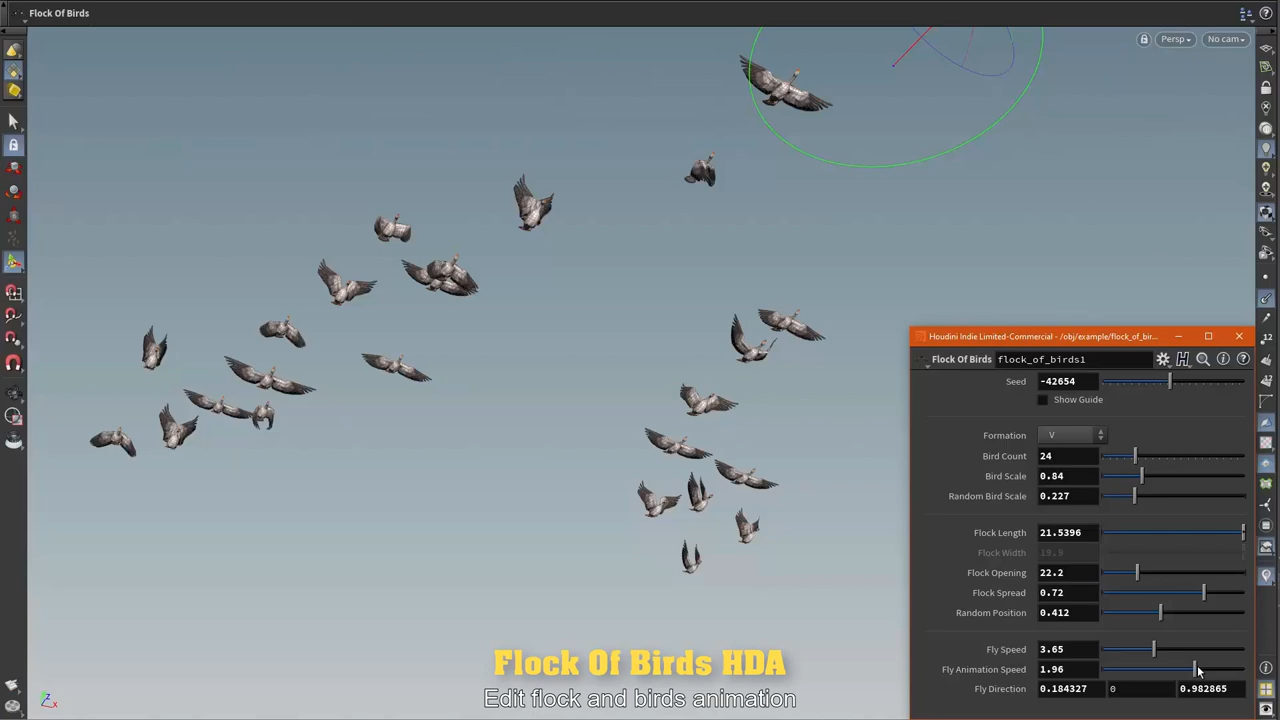 Flock Of Birds
Persp
No cam
Houdini Indie Limited-Commercial - /obj/example/flock_of_bir...
Flock Of Birds flock_of_birds1
Seed -42654
Show Guide
Formation V
Bird Count 24
Bird Scale 0.84
Random Bird Scale 0.227
Flock Length 21.5396
Flock Width 19.9
Flock Opening 22.2
Flock Spread 0.72
Random Position 0.412
Fly Speed 3.65
Fly Animation Speed 1.96
Fly Direction 0.184327 0 0.982865
Flock Of Birds HDA
Edit flock and birds animation
z x
12
12